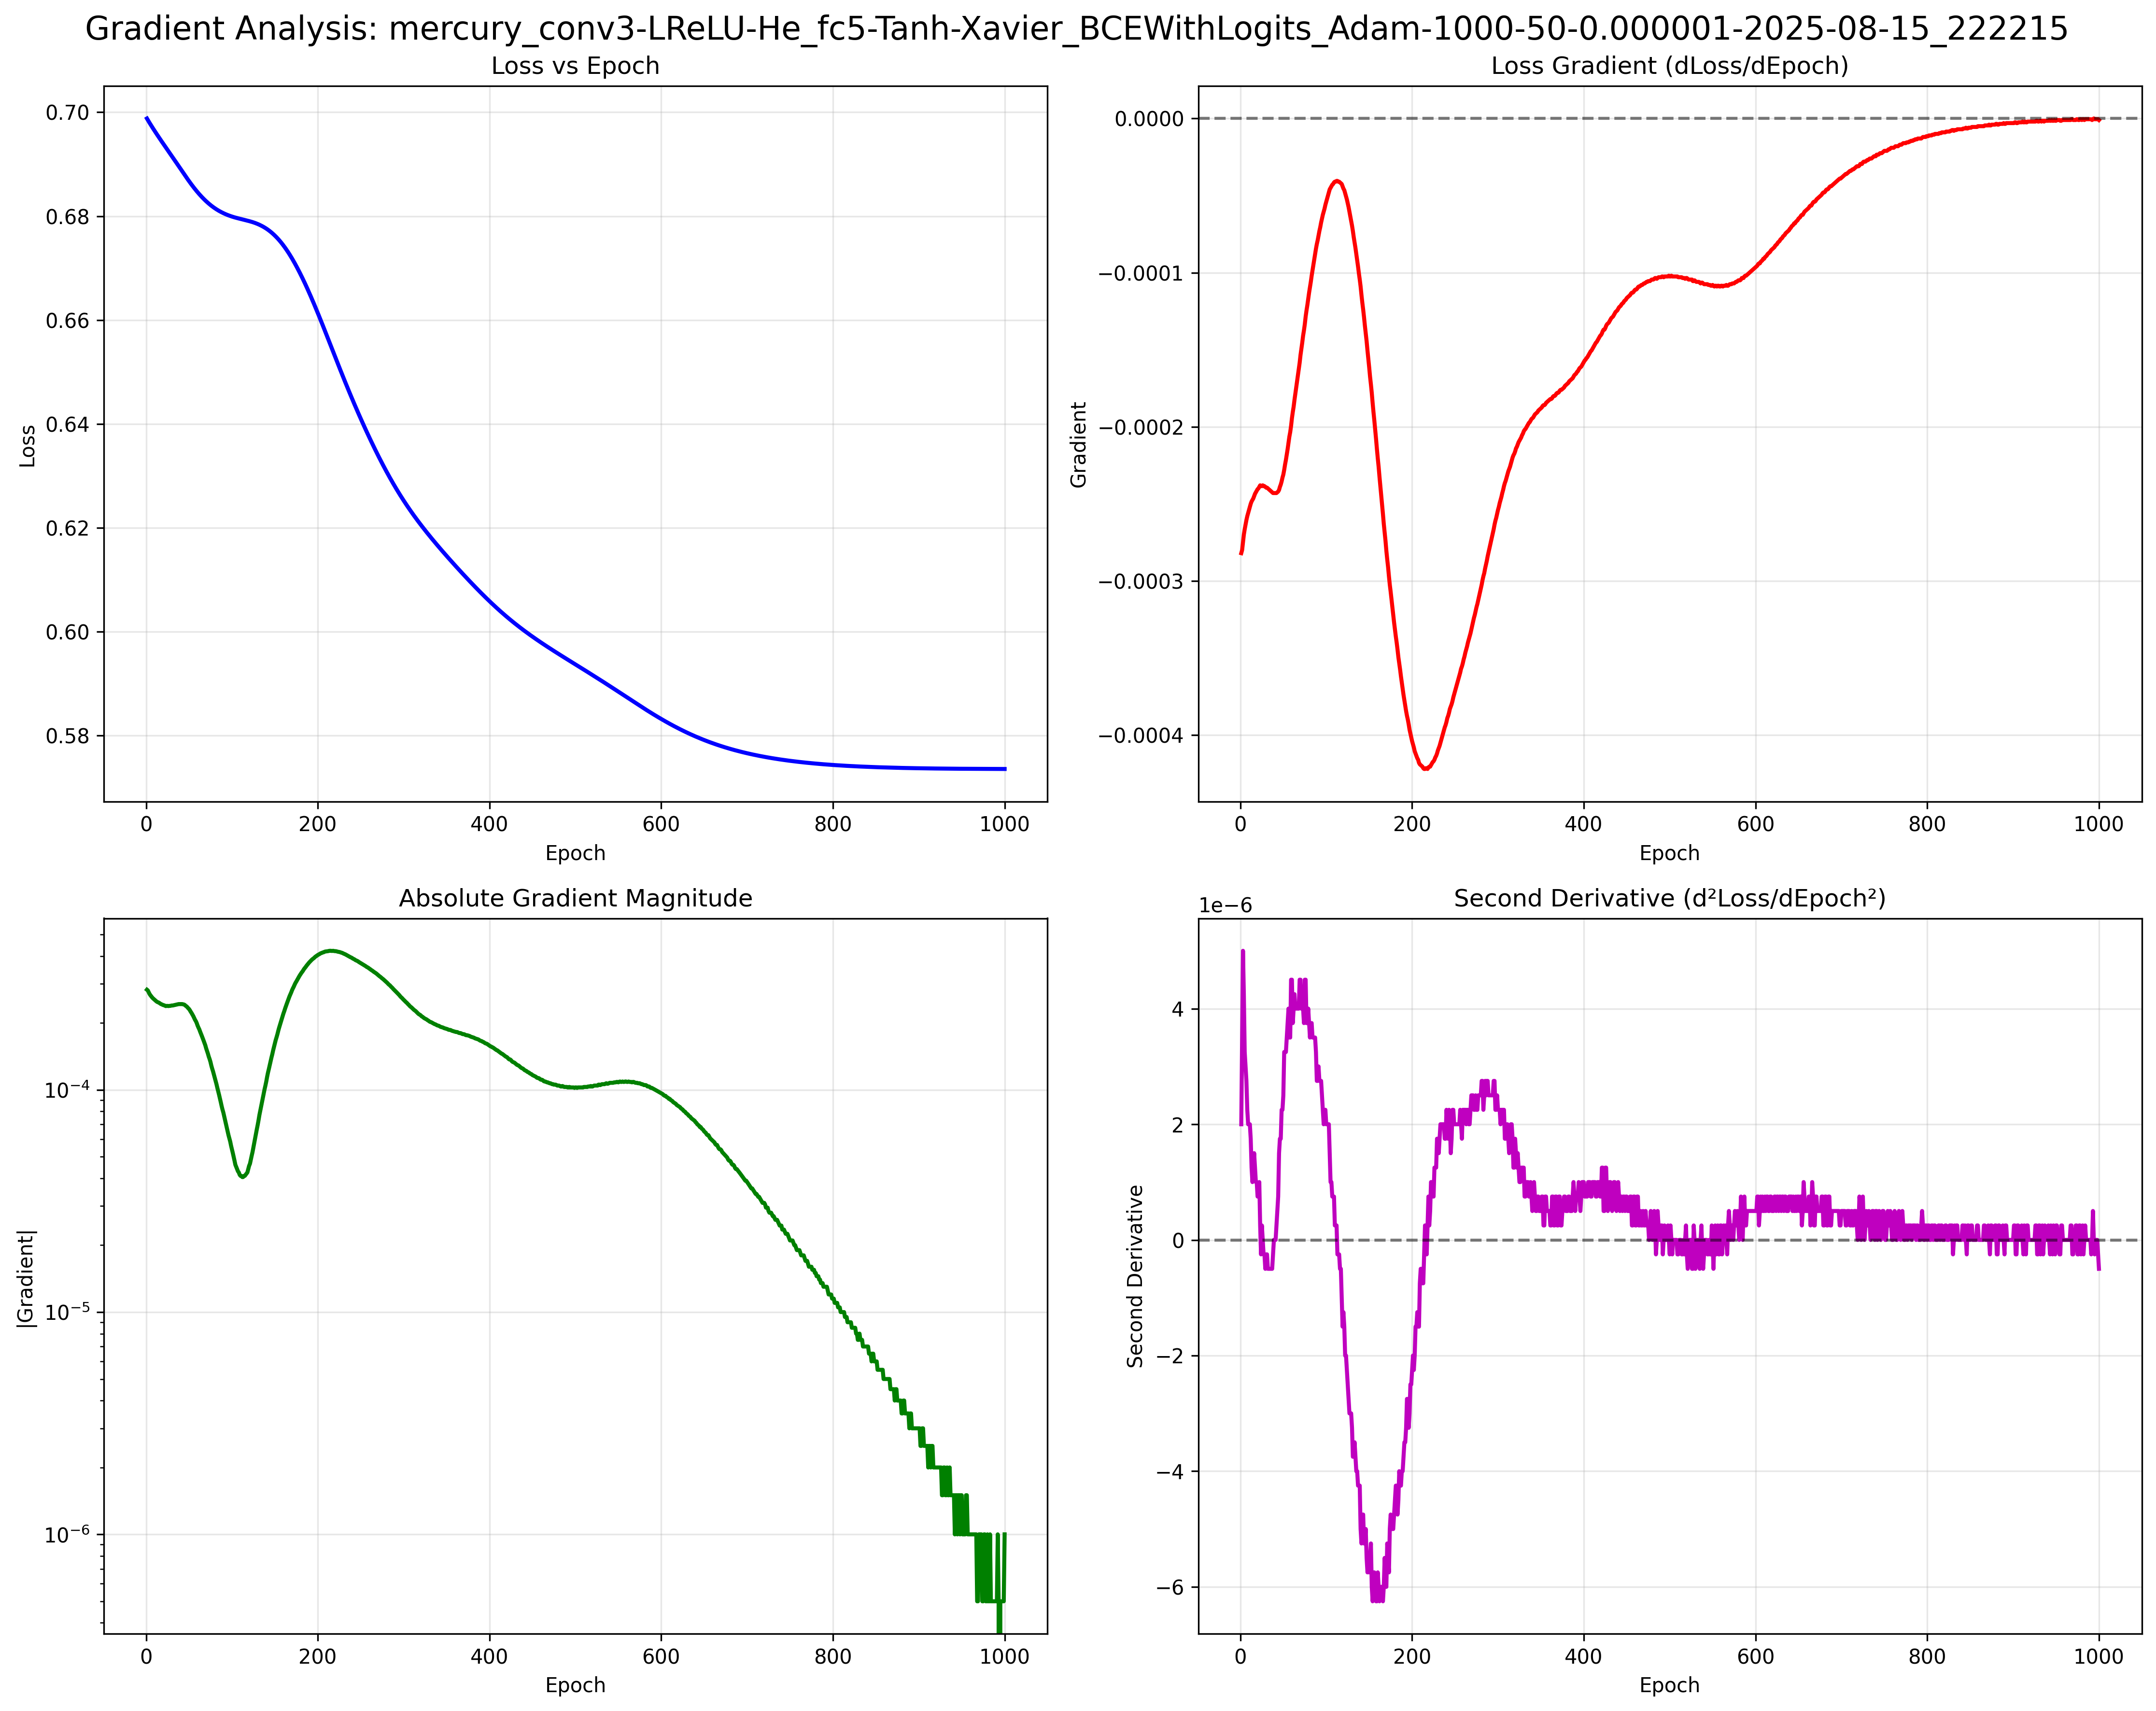 Gradient Analysis: mercury_conv3-LReLU-He_fc5-Tanh-Xavier_BCEWithLogits_Adam-1000-50-0.000001-2025-08-15_222215
Loss vs Epoch
Loss
0.70
0.68
0.66
0.64
0.62
0.60
0.58
0 200 400 600 800 1000
Epoch
Loss Gradient (dLoss/dEpoch)
Gradient
0.0000
−0.0001
−0.0002
−0.0003
−0.0004
0 200 400 600 800 1000
Epoch
Absolute Gradient Magnitude
|Gradient|
10⁻⁴
10⁻⁵
10⁻⁶
0 200 400 600 800 1000
Epoch
Second Derivative (d²Loss/dEpoch²)
1e−6
Second Derivative
4
2
0
−2
−4
−6
0 200 400 600 800 1000
Epoch